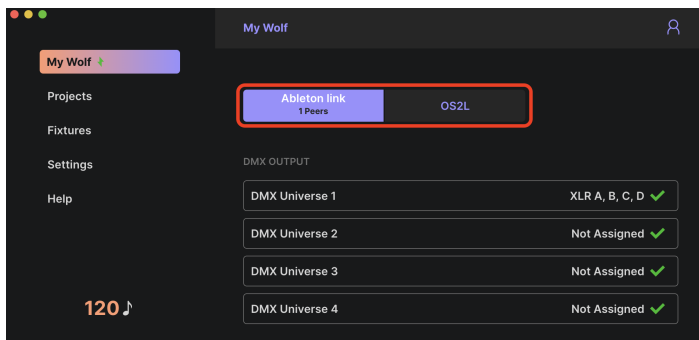 My Wolf
My Wolf
Projects
Fixtures
Settings
Help
120
Ableton link
1 Peers
OS2L
DMX OUTPUT
DMX Universe 1 XLR A, B, C, D
DMX Universe 2 Not Assigned
DMX Universe 3 Not Assigned
DMX Universe 4 Not Assigned